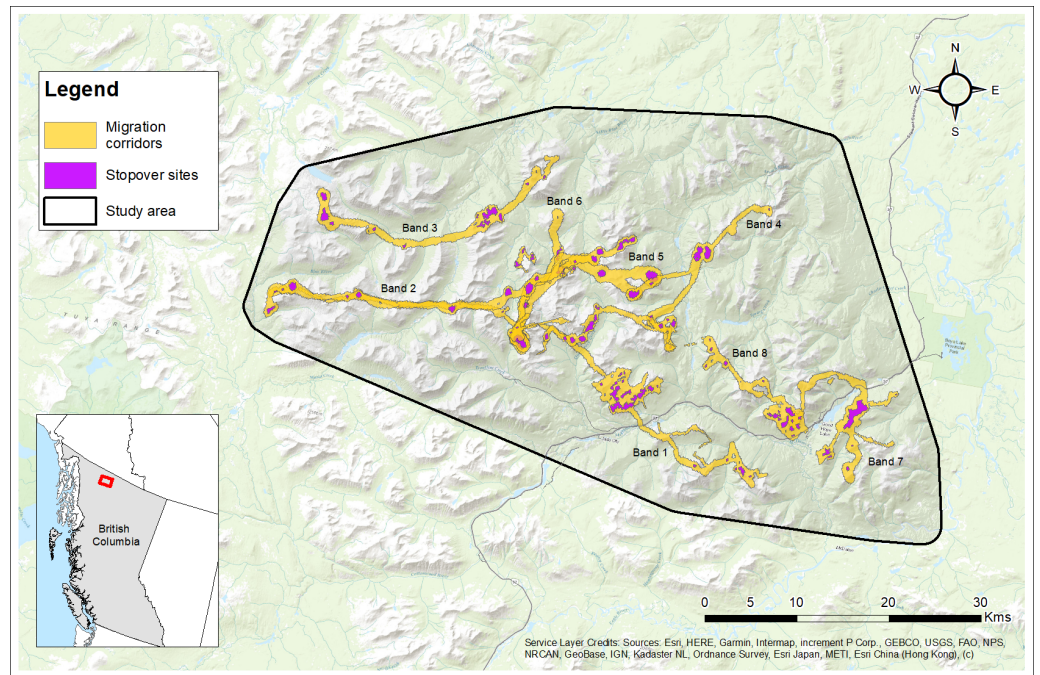 Legend
Migration
corridors
Stopover sites
Study area
N
W
E
S
Band 6
Band 3
Band 4
Band 5
Band 2
Band 8
Band 1
Band 7
British
Columbia
0 5 10 20 30
Kms
Service Layer Credits: Sources: Esri, HERE, Garmin, Intermap, increment P Corp., GEBCO, USGS, FAO, NPS,
NRCAN, GeoBase, IGN, Kadaster NL, Ordnance Survey, Esri Japan, METI, Esri China (Hong Kong), (c)